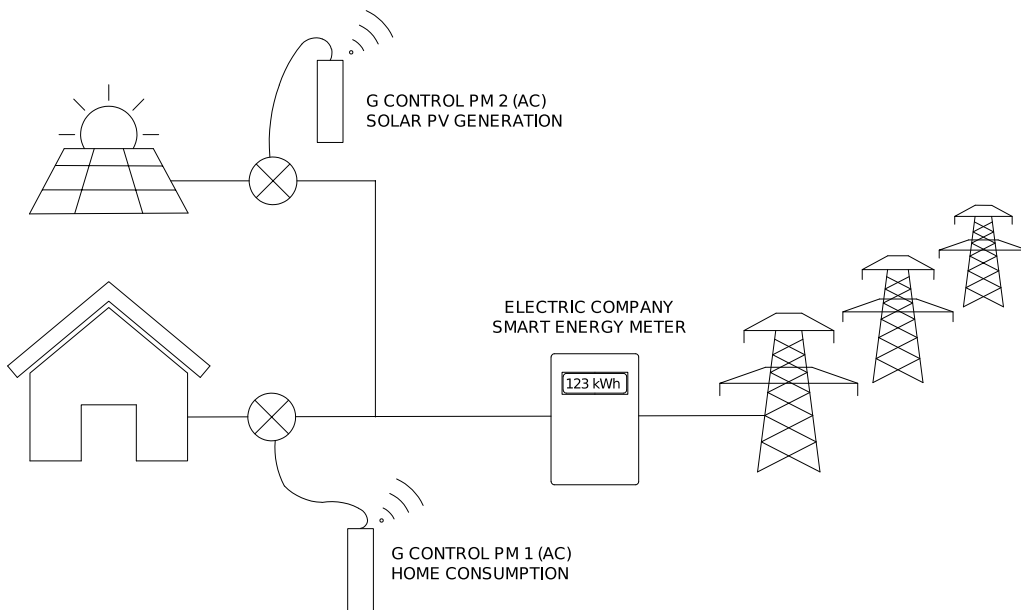 G CONTROL PM 2 (AC)
SOLAR PV GENERATION
ELECTRIC COMPANY
SMART ENERGY METER
123 kWh
G CONTROL PM 1 (AC)
HOME CONSUMPTION